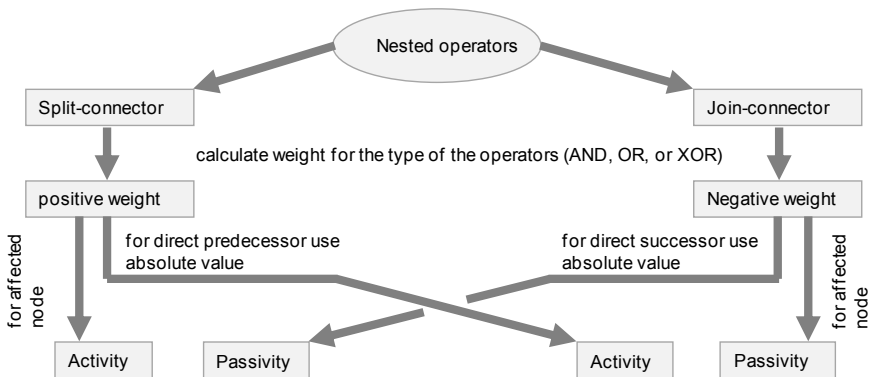 Nested operators
Split-connector
Join-connector
calculate weight for the type of the operators (AND, OR, or XOR)
positive weight
Negative weight
for affected
node
for direct predecessor use
absolute value
for direct successor use
absolute value
for affected
node
Activity
Passivity
Activity
Passivity